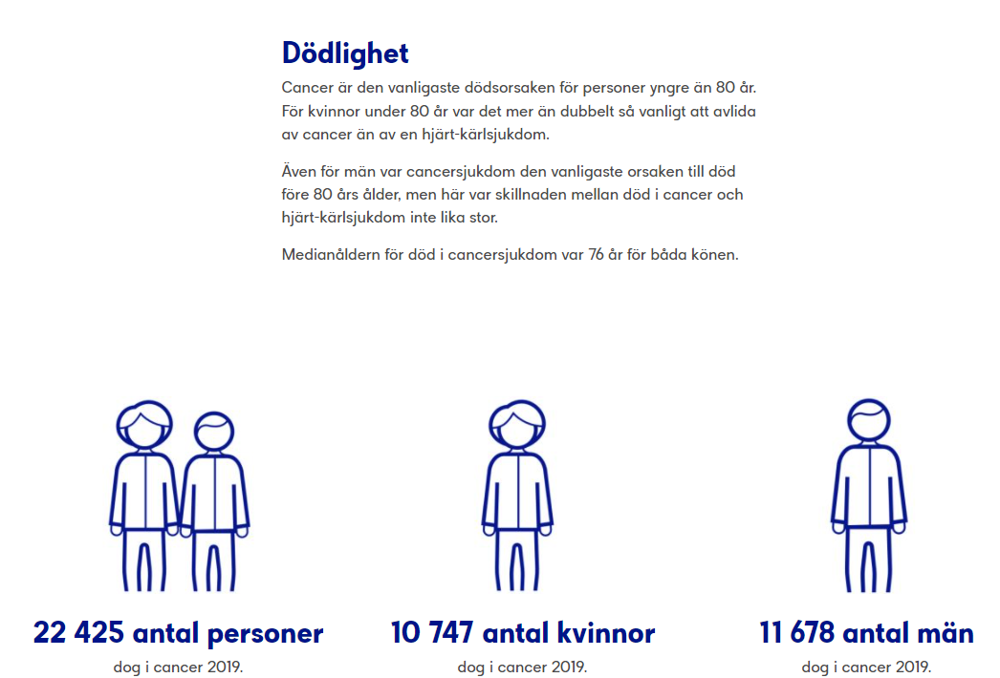 Dödlighet
Cancer är den vanligaste dödsorsaken för personer yngre än 80 år.
För kvinnor under 80 år var det mer än dubbelt så vanligt att avlida
av cancer än av en hjärt-kärlsjukdom.
Även för män var cancersjukdom den vanligaste orsaken till död
före 80 års ålder, men här var skillnaden mellan död i cancer och
hjärt-kärlsjukdom inte lika stor.
Medianåldern för död i cancersjukdom var 76 år för båda könen.
22 425 antal personer
dog i cancer 2019.
10 747 antal kvinnor
dog i cancer 2019.
11 678 antal män
dog i cancer 2019.